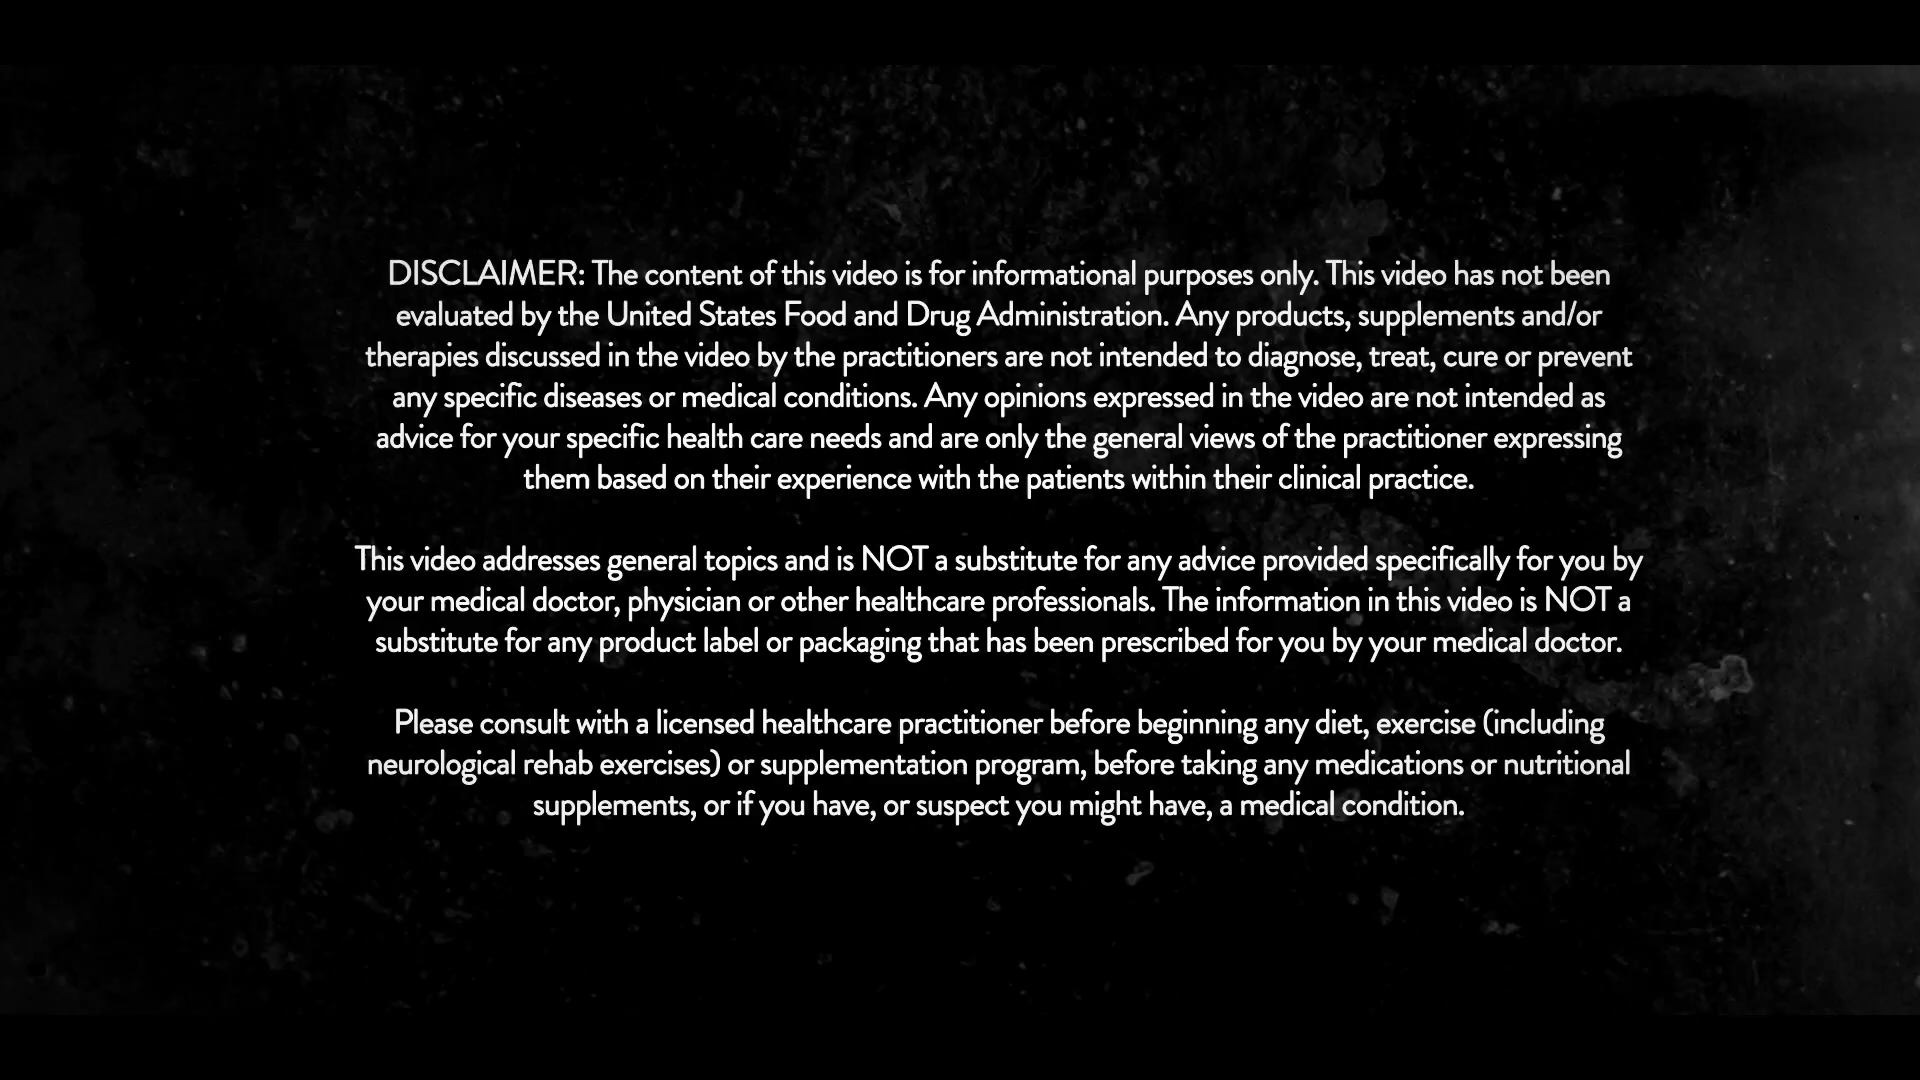 DISCLAIMER: The content of this video is for informational purposes only. This video has not been
evaluated by the United States Food and Drug Administration. Any products, supplements and/or
therapies discussed in the video by the practitioners are not intended to diagnose, treat, cure or prevent
any specific diseases or medical conditions. Any opinions expressed in the video are not intended as
advice for your specific health care needs and are only the general views of the practitioner expressing
them based on their experience with the patients within their clinical practice.
This video addresses general topics and is NOT a substitute for any advice provided specifically for you by
your medical doctor, physician or other healthcare professionals. The information in this video is NOT a
substitute for any product label or packaging that has been prescribed for you by your medical doctor.
Please consult with a licensed healthcare practitioner before beginning any diet, exercise (including
neurological rehab exercises) or supplementation program, before taking any medications or nutritional
supplements, or if you have, or suspect you might have, a medical condition.